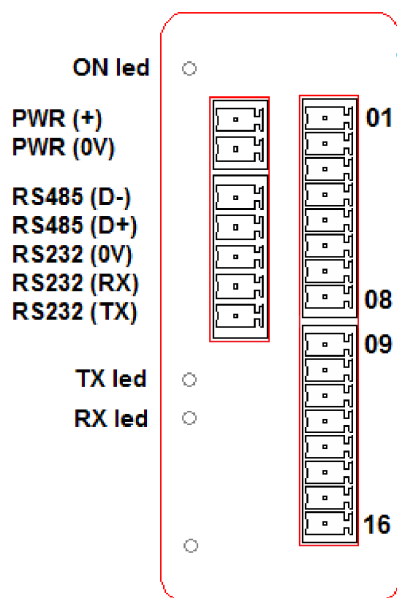 ON led
PWR (+)
PWR (0V)
01
RS485 (D-)
RS485 (D+)
RS232 (0V)
RS232 (RX)
RS232 (TX)
08
09
TX led
RX led
16